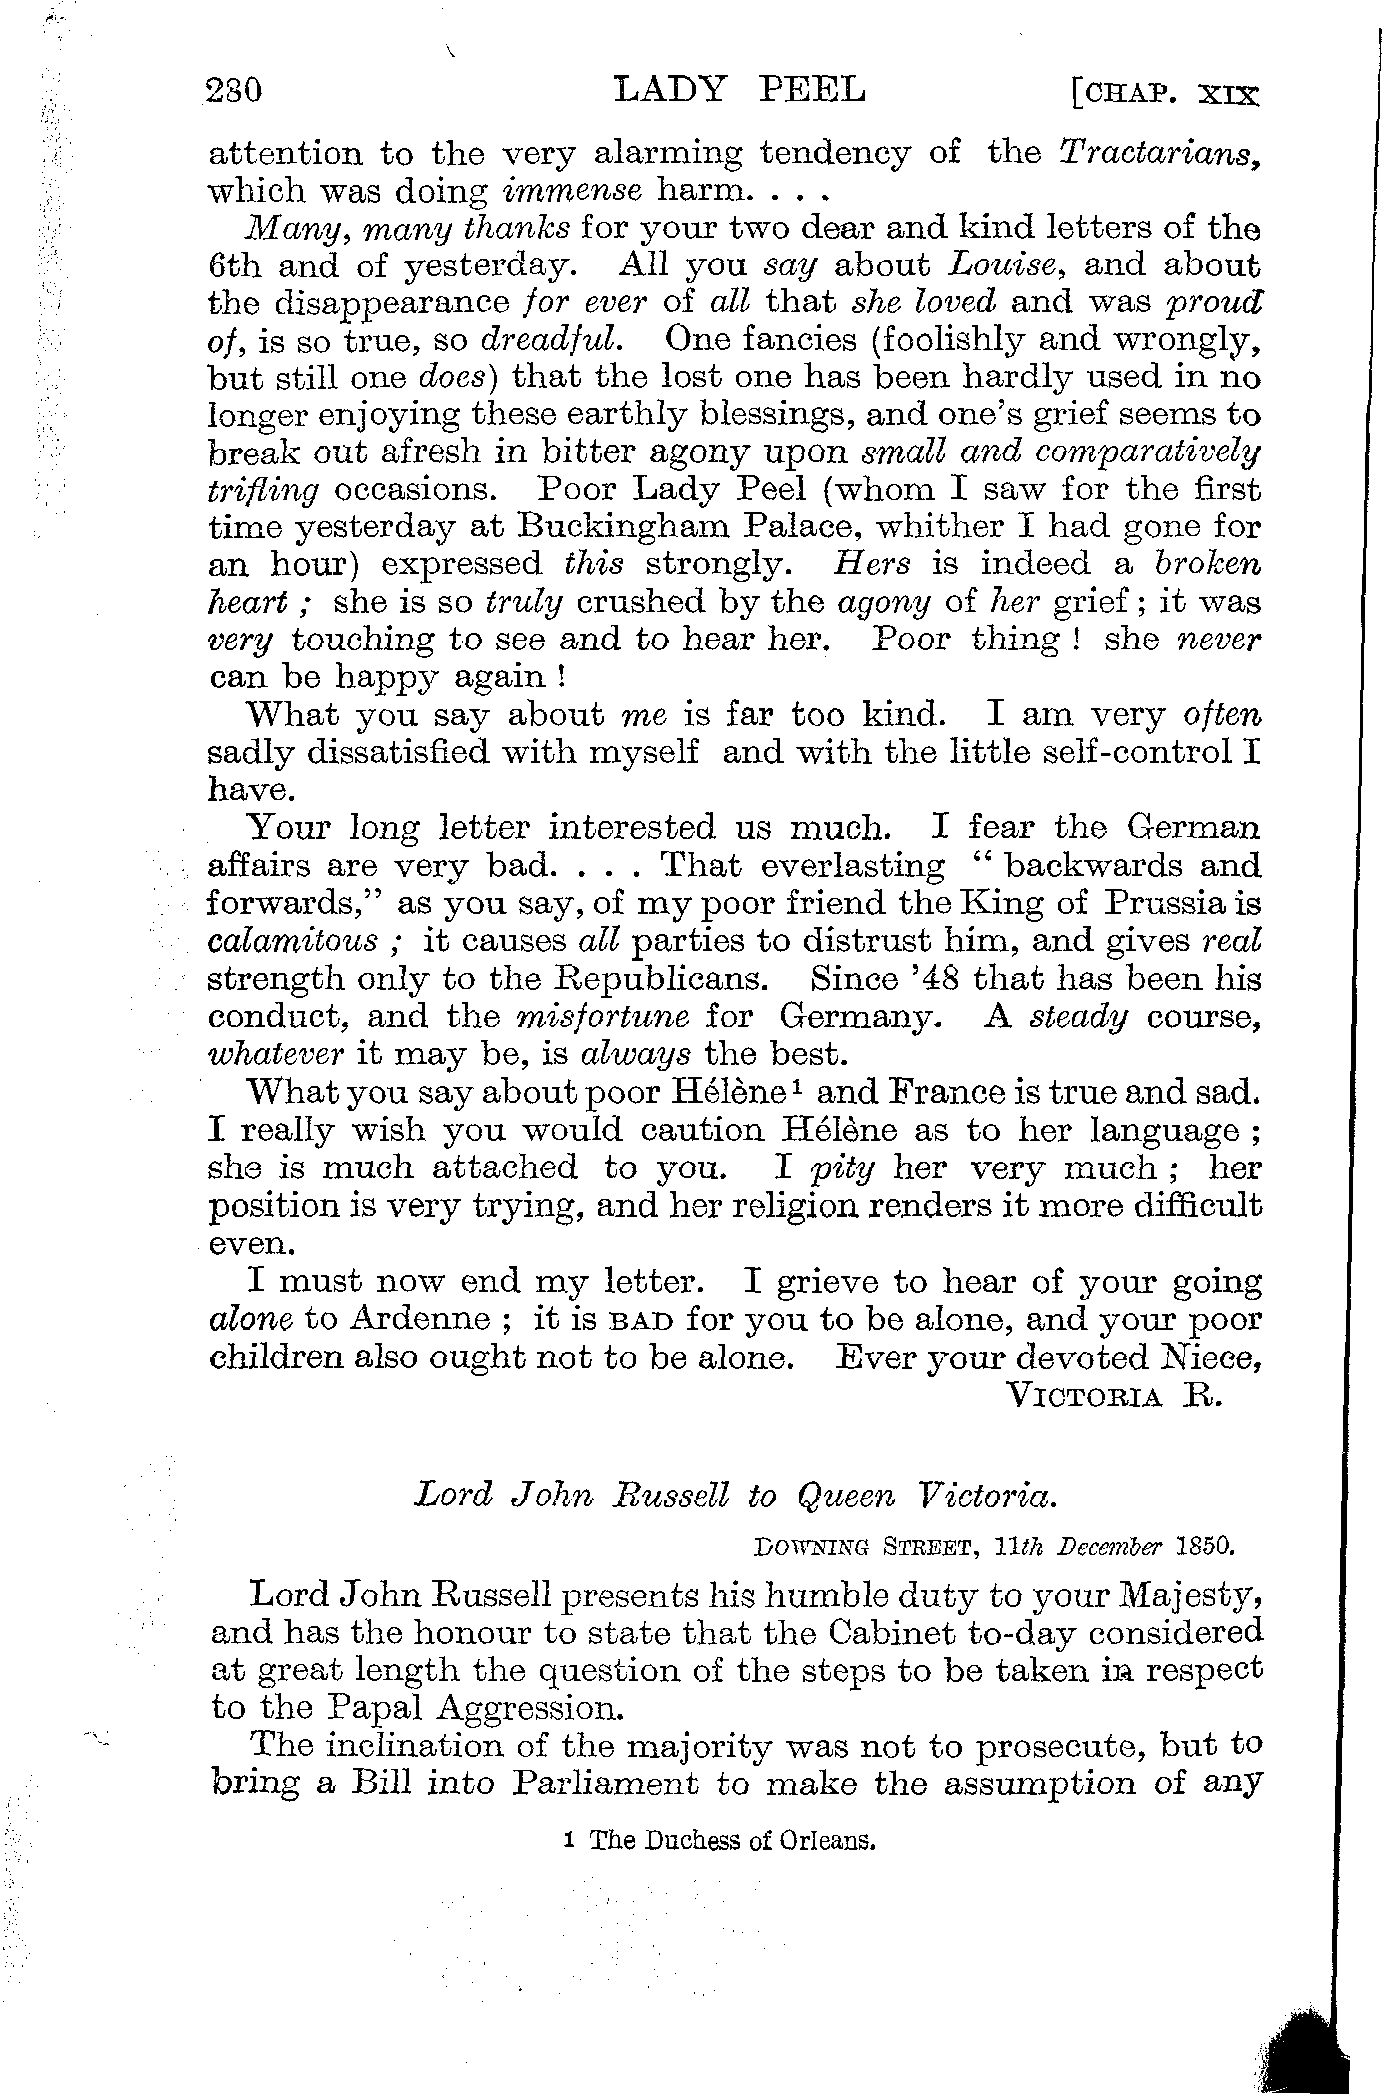 280 LADY PEEL [CHAP. XIX
attention to the very alarming tendency of the Tractarians,
which was doing immense harm. . . .
Many, many thanks for your two dear and kind letters of the
6th and of yesterday. All you say about Louise, and about
the disappearance for ever of all that she loved and was proud
of, is so true, so dreadful. One fancies (foolishly and wrongly,
but still one does) that the lost one has been hardly used in no
longer enjoying these earthly blessings, and one's grief seems to
break out afresh in bitter agony upon small and comparatively
trifling occasions. Poor Lady Peel (whom I saw for the first
time yesterday at Buckingham Palace, whither I had gone for
an hour) expressed this strongly. Hers is indeed a broken
heart ; she is so truly crushed by the agony of her grief ; it was
very touching to see and to hear her. Poor thing ! she never
can be happy again !
What you say about me is far too kind. I am very often
sadly dissatisfied with myself and with the little self-control I
have.
Your long letter interested us much. I fear the German
affairs are very bad. . . . That everlasting “ backwards and
forwards,” as you say, of my poor friend the King of Prussia is
calamitous ; it causes all parties to distrust him, and gives real
strength only to the Republicans. Since ’48 that has been his
conduct, and the misfortune for Germany. A steady course,
whatever it may be, is always the best.
What you say about poor Hélène¹ and France is true and sad.
I really wish you would caution Hélène as to her language ;
she is much attached to you. I pity her very much ; her
position is very trying, and her religion renders it more difficult
even.
I must now end my letter. I grieve to hear of your going
alone to Ardenne ; it is BAD for you to be alone, and your poor
children also ought not to be alone. Ever your devoted Niece,
VICTORIA R.
Lord John Russell to Queen Victoria.
DOWNING STREET, 11th December 1850.
Lord John Russell presents his humble duty to your Majesty,
and has the honour to state that the Cabinet to-day considered
at great length the question of the steps to be taken in respect
to the Papal Aggression.
The inclination of the majority was not to prosecute, but to
bring a Bill into Parliament to make the assumption of any
1 The Duchess of Orleans.